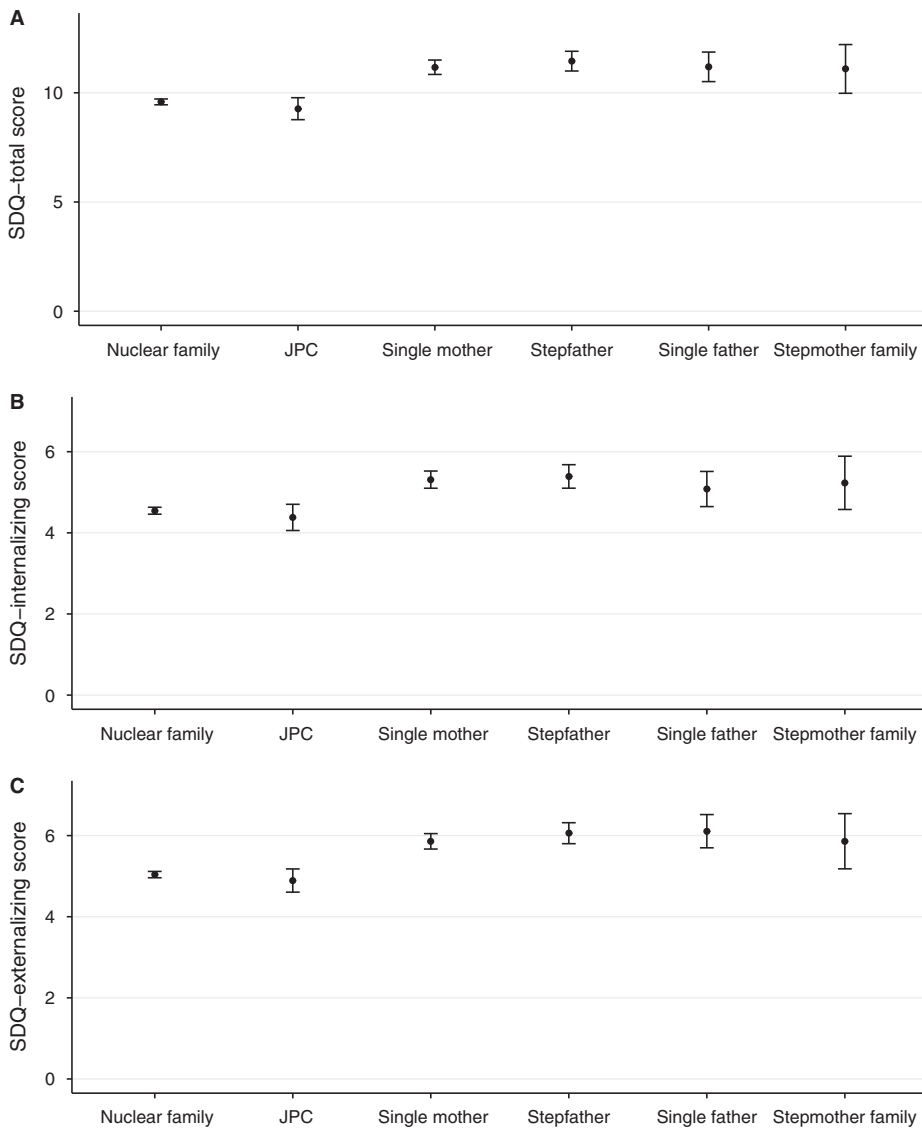 A
SDQ–total score
10
5
0
Nuclear family JPC Single mother Stepfather Single father Stepmother family
B
SDQ–internalizing score
6
4
2
0
Nuclear family JPC Single mother Stepfather Single father Stepmother family
C
SDQ–externalizing score
6
4
2
0
Nuclear family JPC Single mother Stepfather Single father Stepmother family